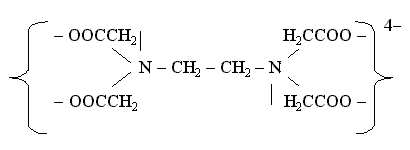 4–
– OOCCH₂ H₂CCOO –
N – CH₂ – CH₂ – N
– OOCCH₂ H₂CCOO –